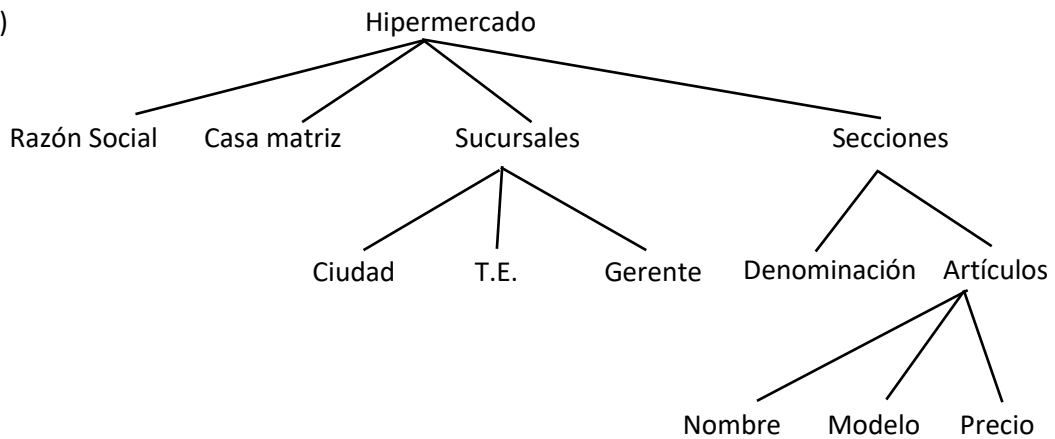 )
Hipermercado
Razón Social Casa matriz Sucursales Secciones
Ciudad T.E. Gerente Denominación Artículos
Nombre Modelo Precio